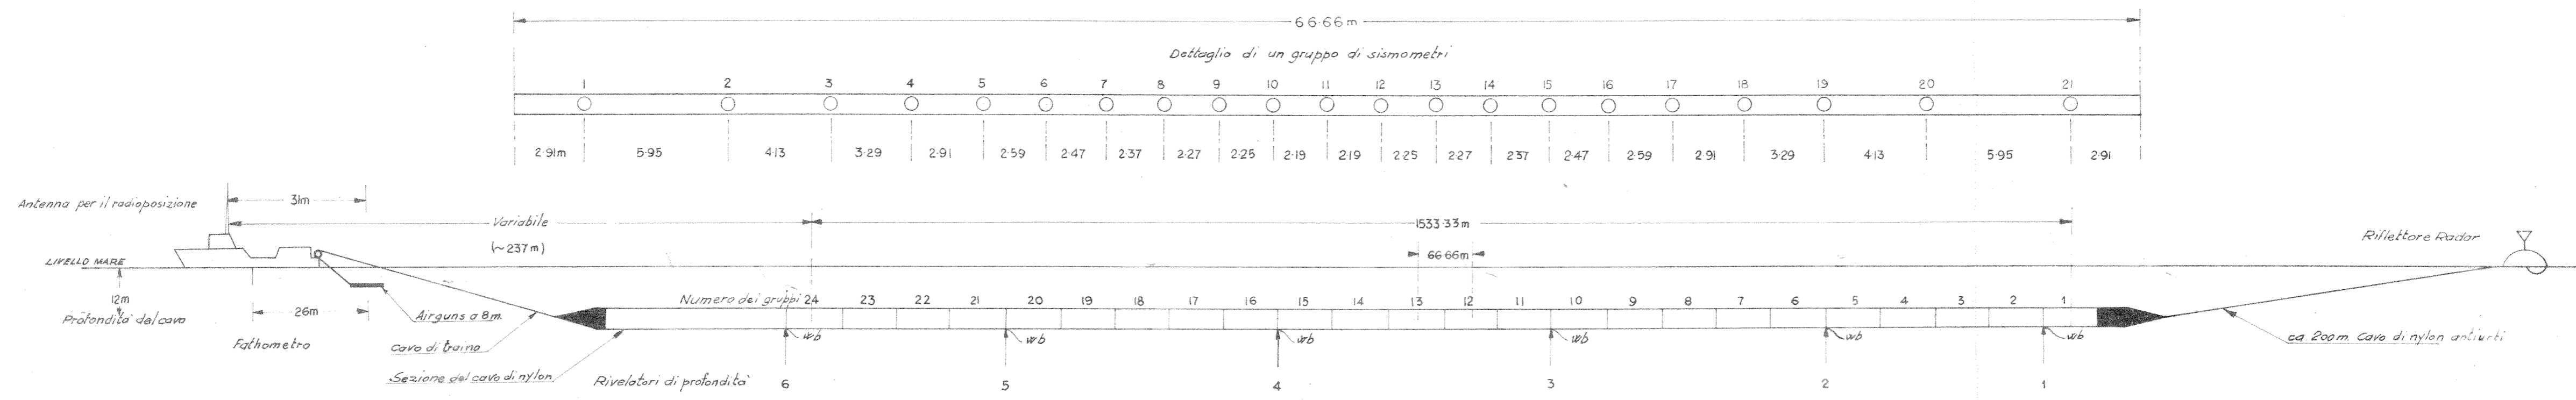 66·66m
Dettaglio di un gruppo di sismometri
1 2 3 4 5 6 7 8 9 10 11 12 13 14 15 16 17 18 19 20 21
2·91m 5·95 4·13 3·29 2·91 2·59 2·47 2·37 2·27 2·25 2·19 2·19 2·25 2·27 2·37 2·47 2·59 2·91 3·29 4·13 5·95 2·91
31m
Antenna per il radioposizione
Variabile
1533·33m
(~237m)
66·66m
Riflettore Radar
LIVELLO MARE
12m
Profondita' del cavo
26m
Airguns a 8m.
Fathometro
Numero dei gruppi 24 23 22 21 20 19 18 17 16 15 14 13 12 11 10 9 8 7 6 5 4 3 2 1
wb wb wb wb wb wb
Cavo di traino
ca. 200m. Cavo di nylon antiurti
Sezione del cavo di nylon
Rivelatori di profondita' 6 5 4 3 2 1